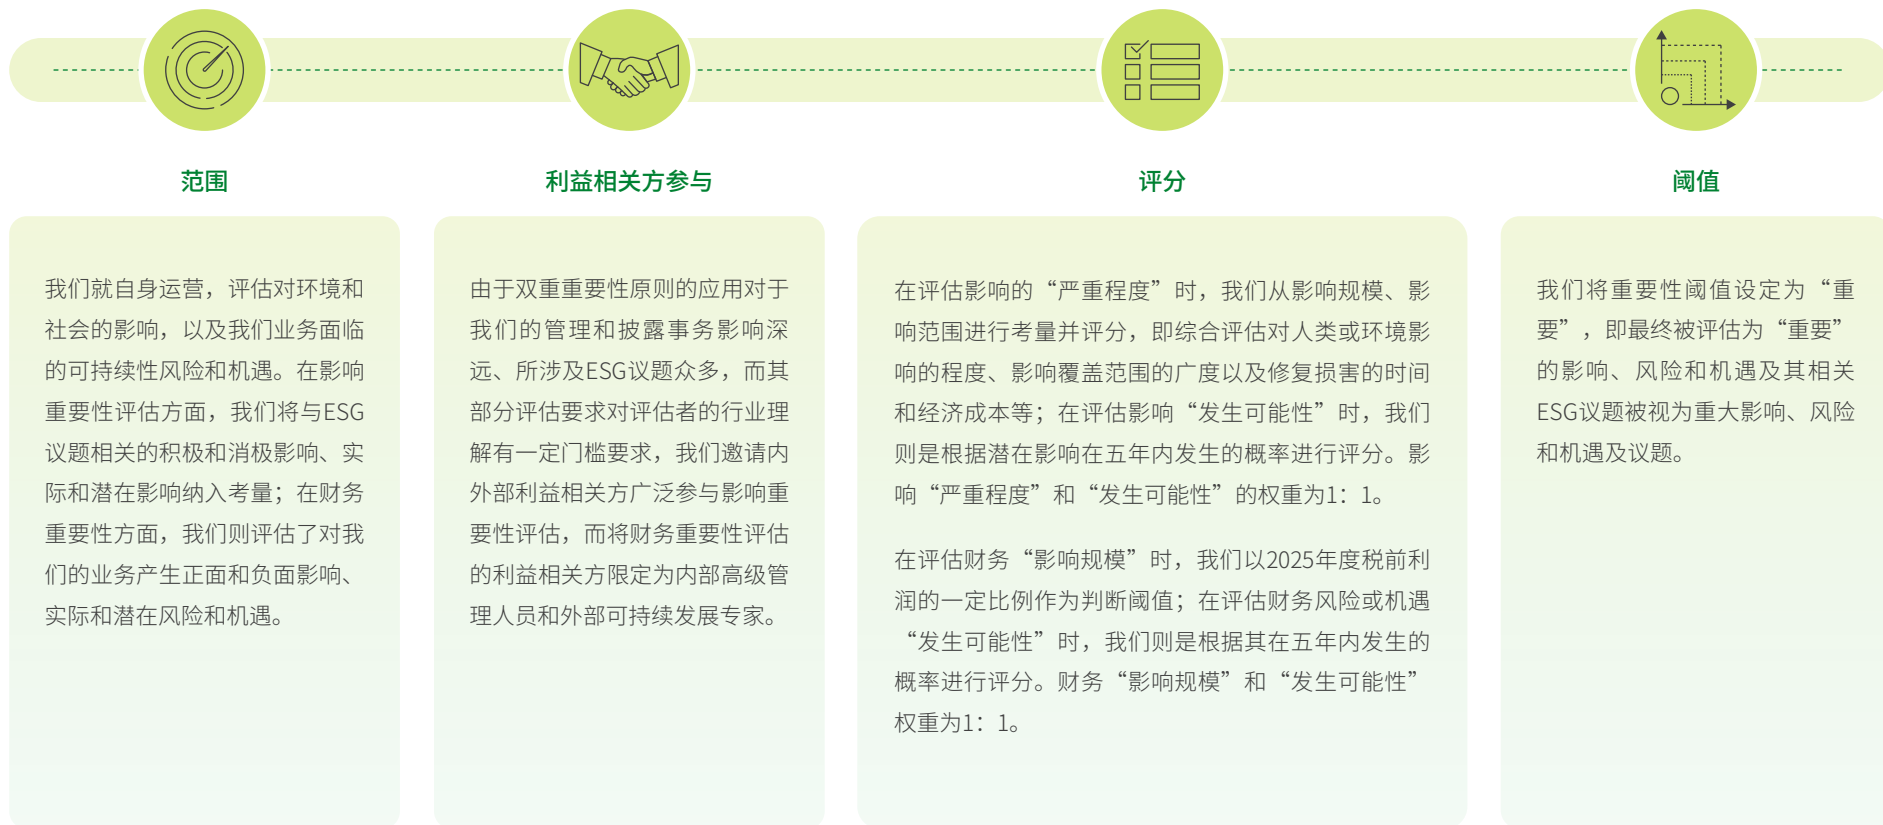 范围
我们就自身运营，评估对环境和
社会的影响，以及我们业务面临
的可持续性风险和机遇。在影响
重要性评估方面，我们将与ESG
议题相关的积极和消极影响、实
际和潜在影响纳入考量；在财务
重要性方面，我们则评估了对我
们的业务产生正面和负面影响、
实际和潜在风险和机遇。
利益相关方参与
由于双重重要性原则的应用对于
我们的管理和披露事务影响深
远、所涉及ESG议题众多，而其
部分评估要求对评估者的行业理
解有一定门槛要求，我们邀请内
外部利益相关方广泛参与影响重
要性评估，而将财务重要性评估
的利益相关方限定为内部高级管
理人员和外部可持续发展专家。
评分
在评估影响的“严重程度”时，我们从影响规模、影
响范围进行考量并评分，即综合评估对人类或环境影
响的程度、影响覆盖范围的广度以及修复损害的时间
和经济成本等；在评估影响“发生可能性”时，我们
则是根据潜在影响在五年内发生的概率进行评分。影
响“严重程度”和“发生可能性”的权重为1：1。
在评估财务“影响规模”时，我们以2025年度税前利
润的一定比例作为判断阈值；在评估财务风险或机遇
“发生可能性”时，我们则是根据其在五年内发生的
概率进行评分。财务“影响规模”和“发生可能性”
权重为1：1。
阈值
我们将重要性阈值设定为“重
要”，即最终被评估为“重要”
的影响、风险和机遇及其相关
ESG议题被视为重大影响、风险
和机遇及议题。